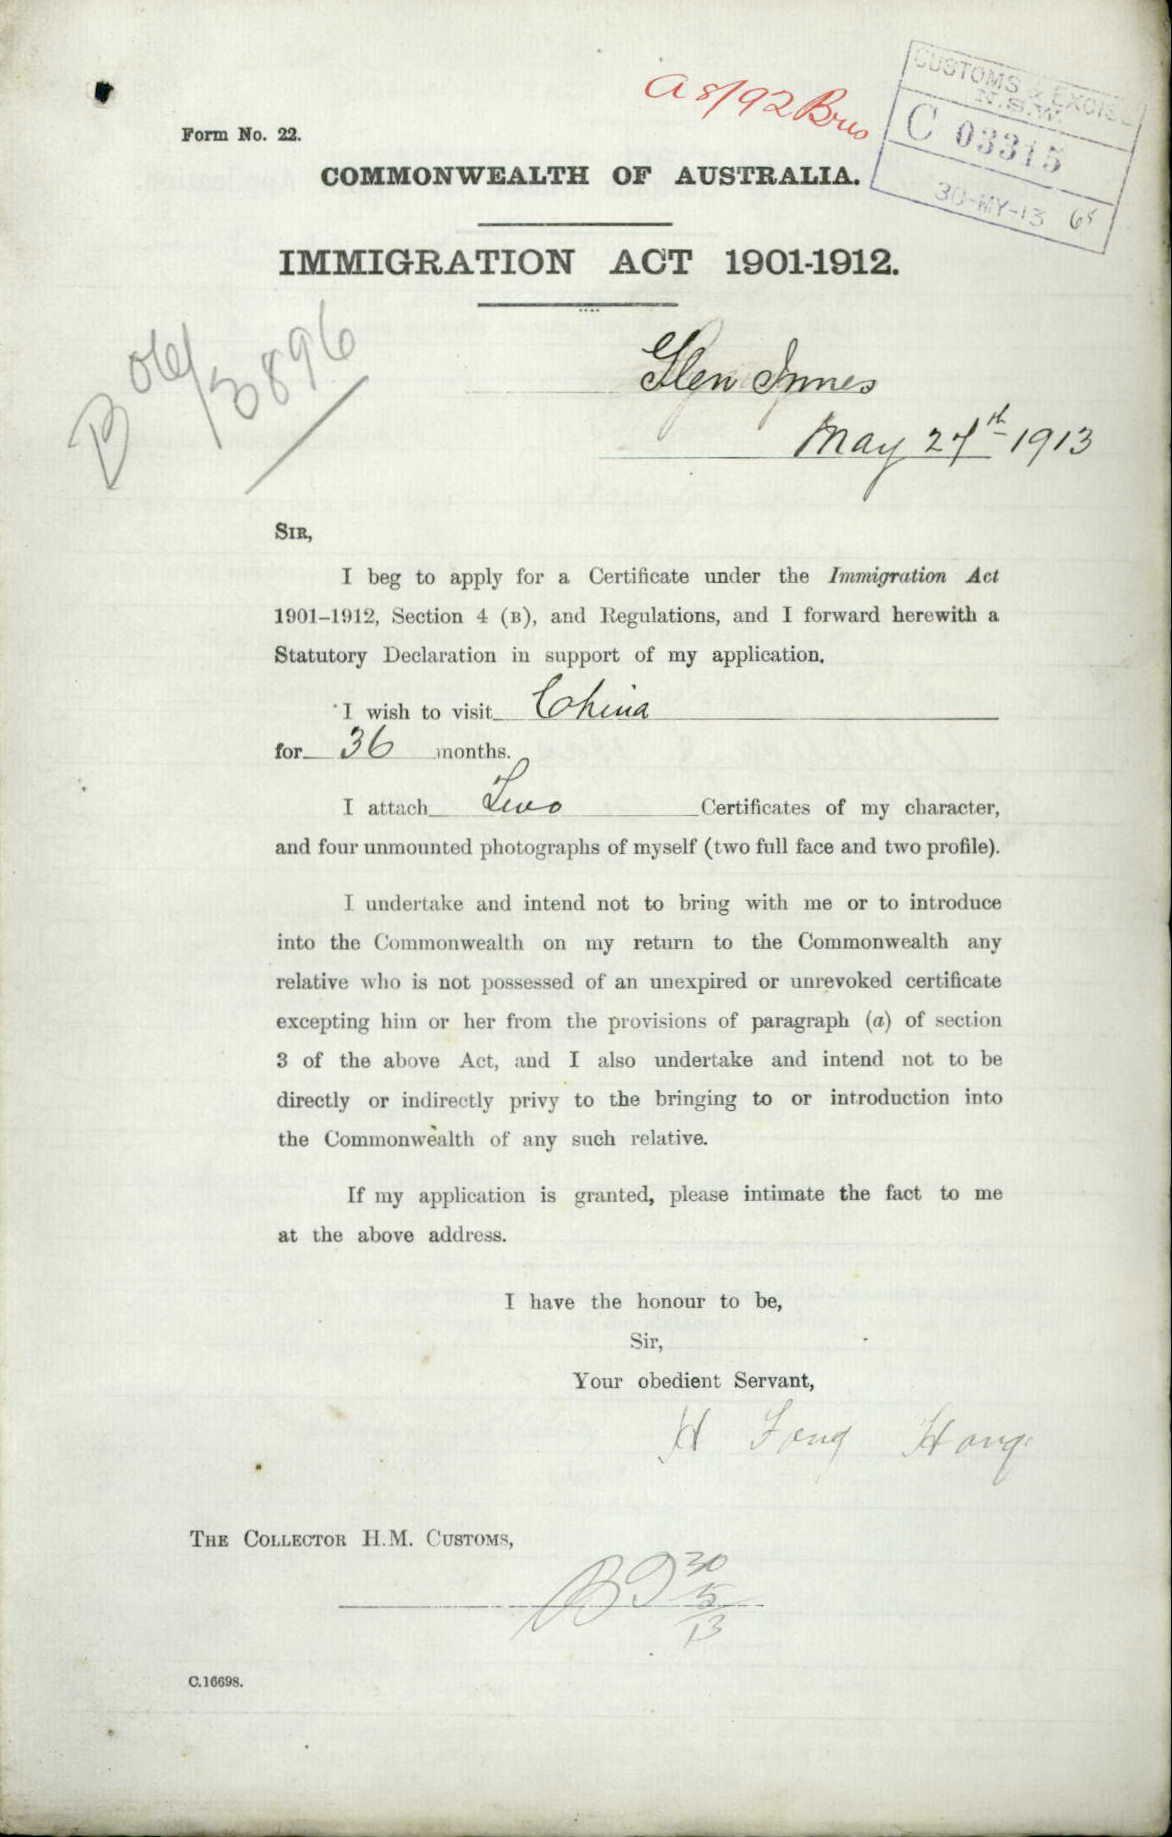 Form No. 22.
COMMONWEALTH OF AUSTRALIA.
CUSTOMS & EXCISE
N.S.W.
C 03315
30-MY-13
IMMIGRATION ACT 1901-1912.
3896
Glen Innes
May 27th 1913
SIR,
I beg to apply for a Certificate under the Immigration Act
1901–1912, Section 4 (B), and Regulations, and I forward herewith a
Statutory Declaration in support of my application.
I wish to visit China
for 36 months.
I attach Two Certificates of my character,
and four unmounted photographs of myself (two full face and two profile).
I undertake and intend not to bring with me or to introduce
into the Commonwealth on my return to the Commonwealth any
relative who is not possessed of an unexpired or unrevoked certificate
excepting him or her from the provisions of paragraph (a) of section
3 of the above Act, and I also undertake and intend not to be
directly or indirectly privy to the bringing to or introduction into
the Commonwealth of any such relative.
If my application is granted, please intimate the fact to me
at the above address.
I have the honour to be,
Sir,
Your obedient Servant,
H Fong Hong
THE COLLECTOR H.M. CUSTOMS,
30
5
13
C.16698.